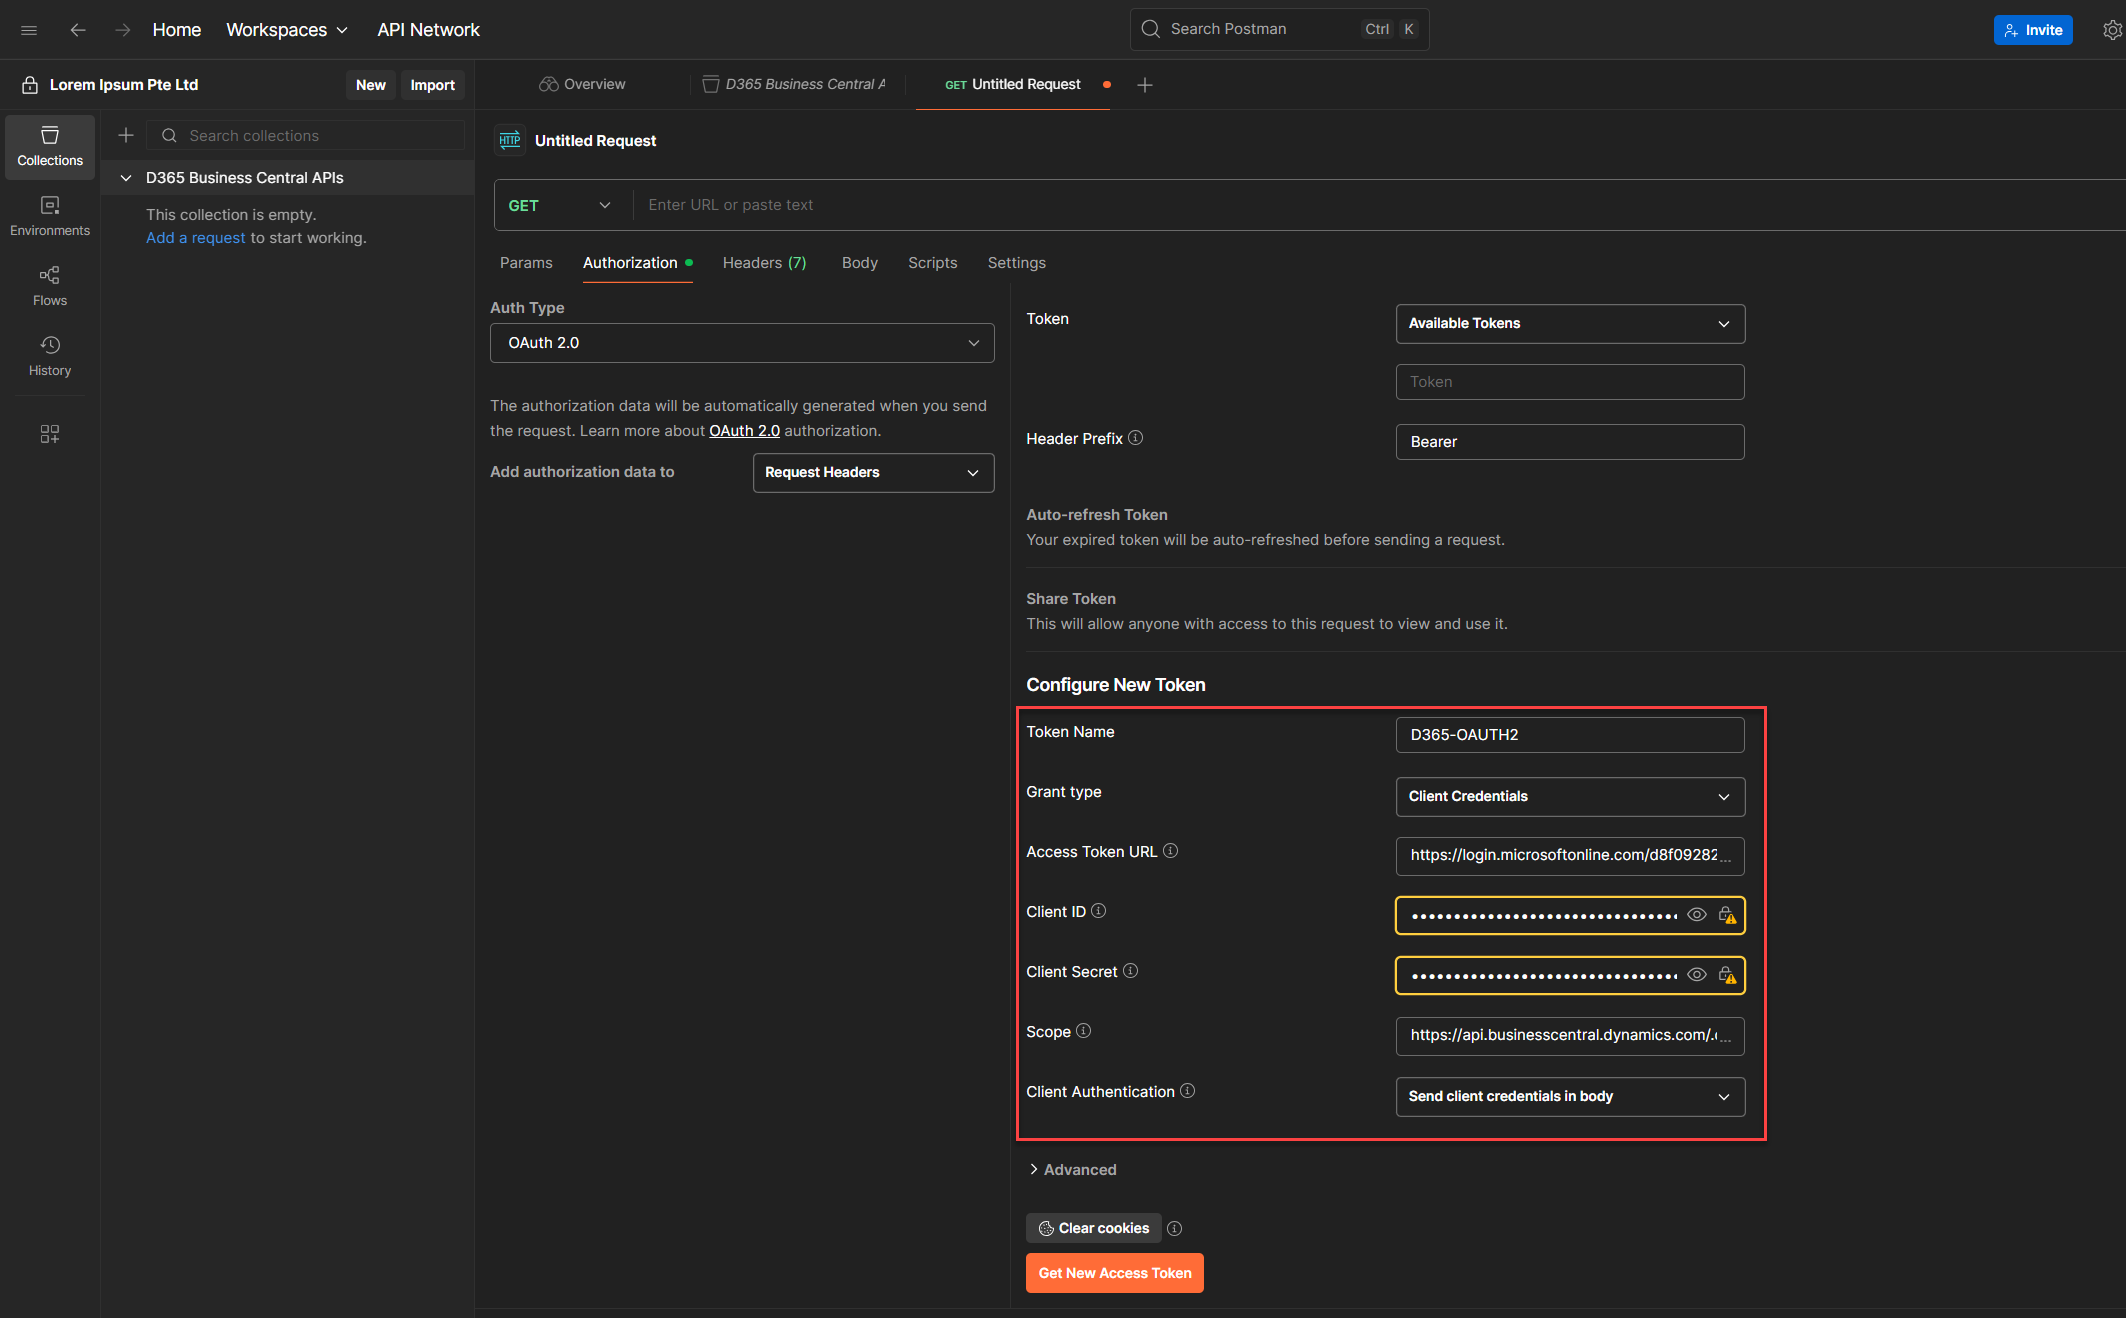 Home
Workspaces
API Network
Search Postman
Ctrl
K
Invite
Lorem Ipsum Pte Ltd
New
Import
Overview
D365 Business Central A
GET Untitled Request
Collections
Search collections
HTTP
Untitled Request
D365 Business Central APIs
GET
Enter URL or paste text
Environments
This collection is empty.
Add a request to start working.
Params
Authorization
Headers (7)
Body
Scripts
Settings
Flows
History
Auth Type
OAuth 2.0
The authorization data will be automatically generated when you send
the request. Learn more about OAuth 2.0 authorization.
Add authorization data to
Request Headers
Token
Available Tokens
Token
Header Prefix
Bearer
Auto-refresh Token
Your expired token will be auto-refreshed before sending a request.
Share Token
This will allow anyone with access to this request to view and use it.
Configure New Token
Token Name
D365-OAUTH2
Grant type
Client Credentials
Access Token URL
https://login.microsoftonline.com/d8f09282...
Client ID
Client Secret
Scope
https://api.businesscentral.dynamics.com/....
Client Authentication
Send client credentials in body
Advanced
Clear cookies
Get New Access Token